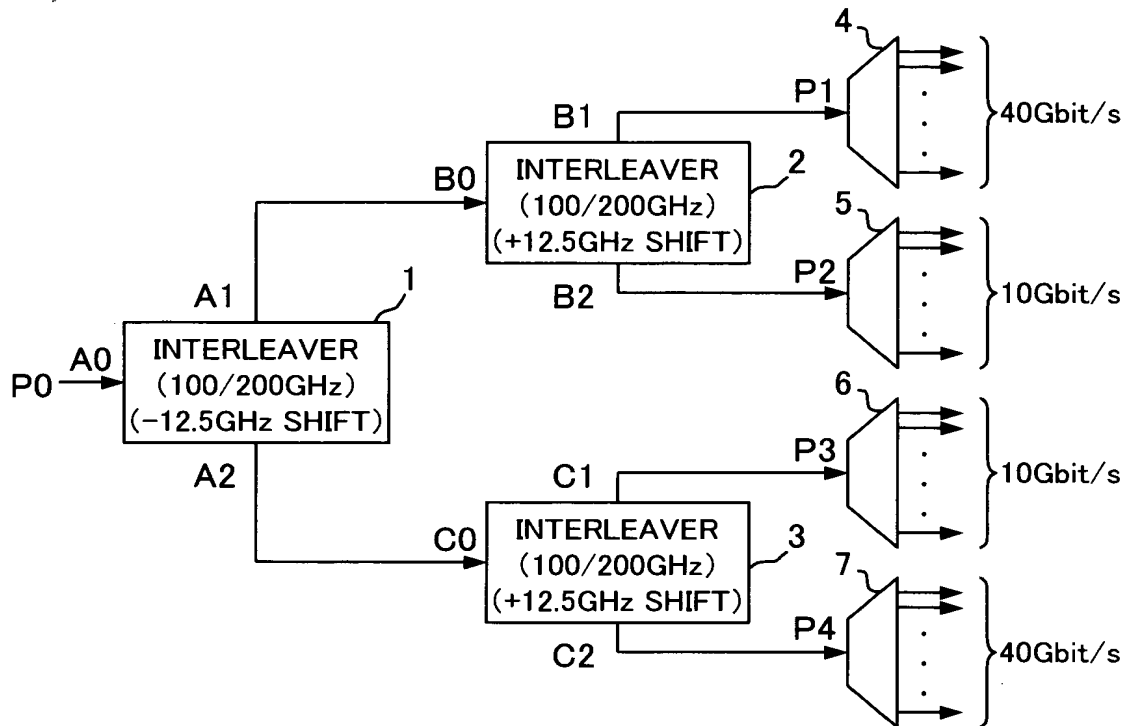 4
P1
40Gbit/s
B1
B0
INTERLEAVER
(100/200GHz)
(+12.5GHz SHIFT)
2
B2
5
P2
10Gbit/s
A1
1
P0
A0
INTERLEAVER
(100/200GHz)
(−12.5GHz SHIFT)
A2
6
P3
10Gbit/s
C1
C0
INTERLEAVER
(100/200GHz)
(+12.5GHz SHIFT)
3
C2
7
P4
40Gbit/s